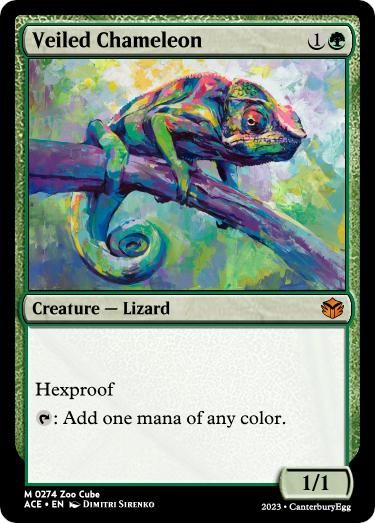 Veiled Chameleon 1
Creature — Lizard
Hexproof
: Add one mana of any color.
1/1
M 0274 Zoo Cube
ACE • EN Dimitri Sirenko
2023 • CanterburyEgg